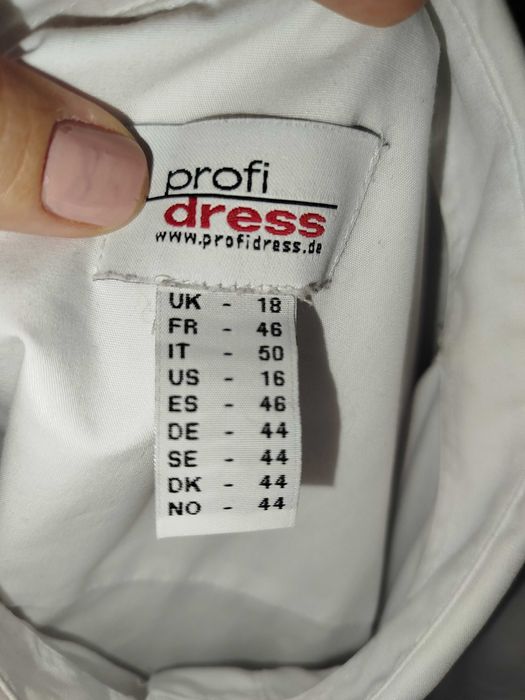 profi
dress
www.profidress.de
UK - 18
FR - 46
IT - 50
US - 16
ES - 46
DE - 44
SE - 44
DK - 44
NO - 44